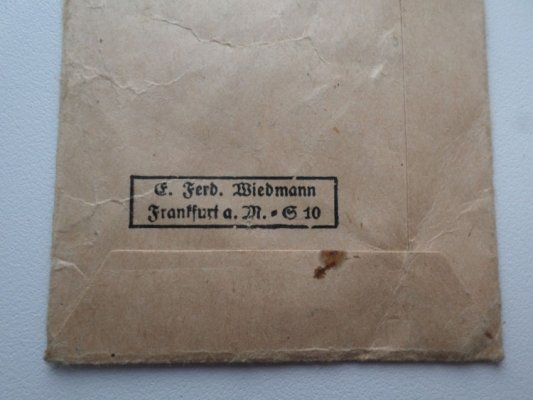 E. Ferd. Wiedmann
Frankfurt a. M. - S 10